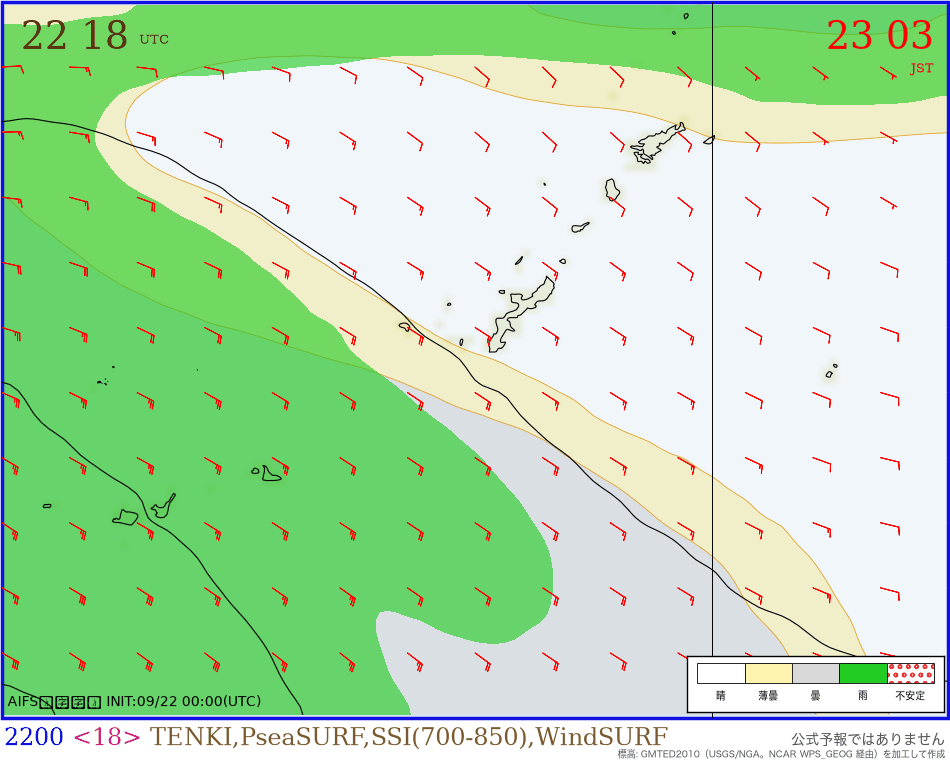 22 18 UTC
23 03
JST
AIFS INIT:09/22 00:00(UTC)
晴 薄曇 曇 雨 不安定
2200 <18> TENKI,PseaSURF,SSI(700-850),WindSURF
公式予報ではありません
標高: GMTED2010（USGS/NGA。NCAR WPS_GEOG 経由）を加工して作成